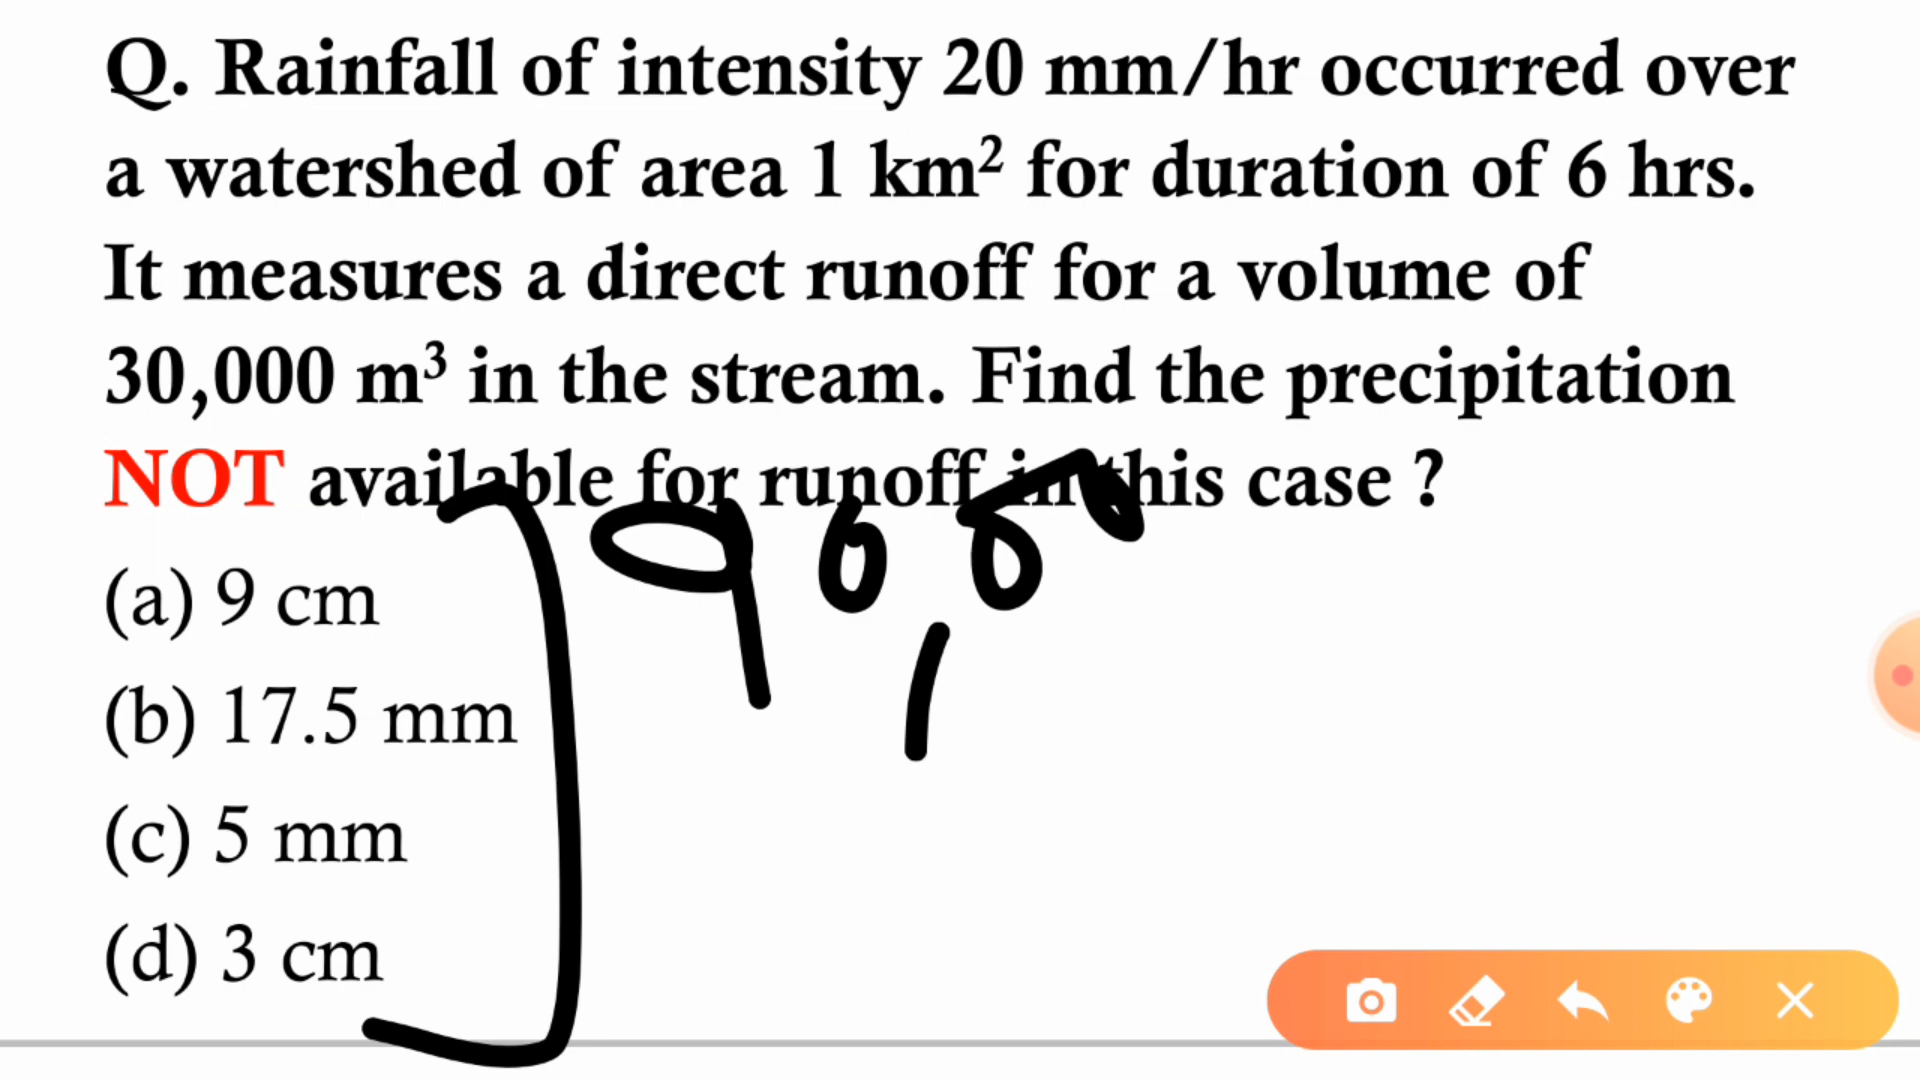 Q. Rainfall of intensity 20 mm/hr occurred over
a watershed of area 1 km² for duration of 6 hrs.
It measures a direct runoff for a volume of
30,000 m³ in the stream. Find the precipitation
NOT available for runoff in this case ?
(a) 9 cm
(b) 17.5 mm
(c) 5 mm
(d) 3 cm